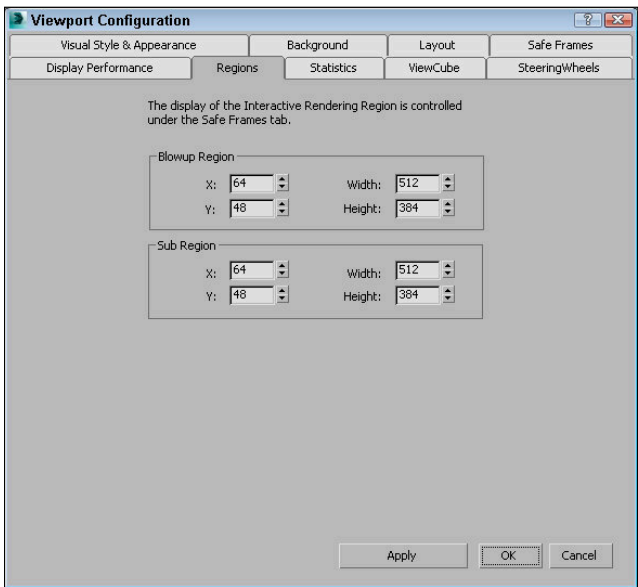 Viewport Configuration
Visual Style & Appearance Background Layout Safe Frames
Display Performance Regions Statistics ViewCube SteeringWheels
The display of the Interactive Rendering Region is controlled
under the Safe Frames tab.
Blowup Region
X: 64 Width: 512
Y: 48 Height: 384
Sub Region
X: 64 Width: 512
Y: 48 Height: 384
Apply OK Cancel